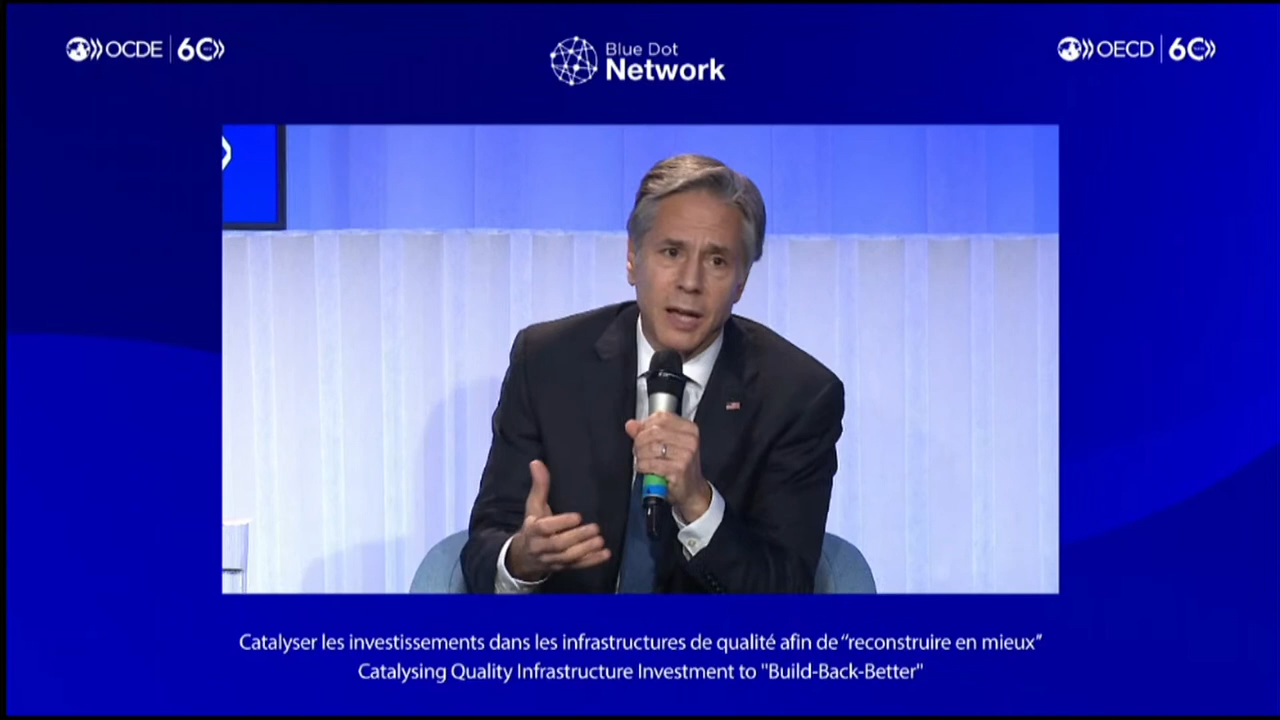 OCDE 60
Blue Dot
Network
OECD 60
Catalyser les investissements dans les infrastructures de qualité afin de “reconstruire en mieux”
Catalysing Quality Infrastructure Investment to "Build-Back-Better"